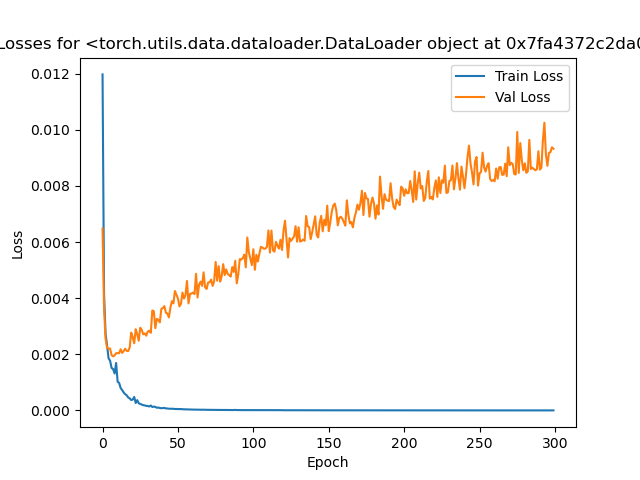 Losses for <torch.utils.data.dataloader.DataLoader object at 0x7fa4372c2da0
Train Loss
Val Loss
0.012
0.010
0.008
0.006
0.004
0.002
0.000
Loss
0
50
100
150
200
250
300
Epoch